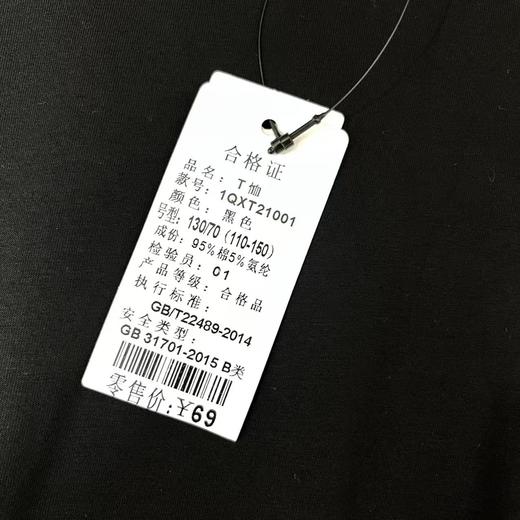 合格证
品名：T恤
款号：1QXT21001
颜色：黑色
号型：130/70（110-150）
成份：95%棉5%氨纶
检验员：01
产品等级：合格品
执行标准：
GB/T22489-2014
安全类型：
GB 31701-2015 B类
零售价:￥69